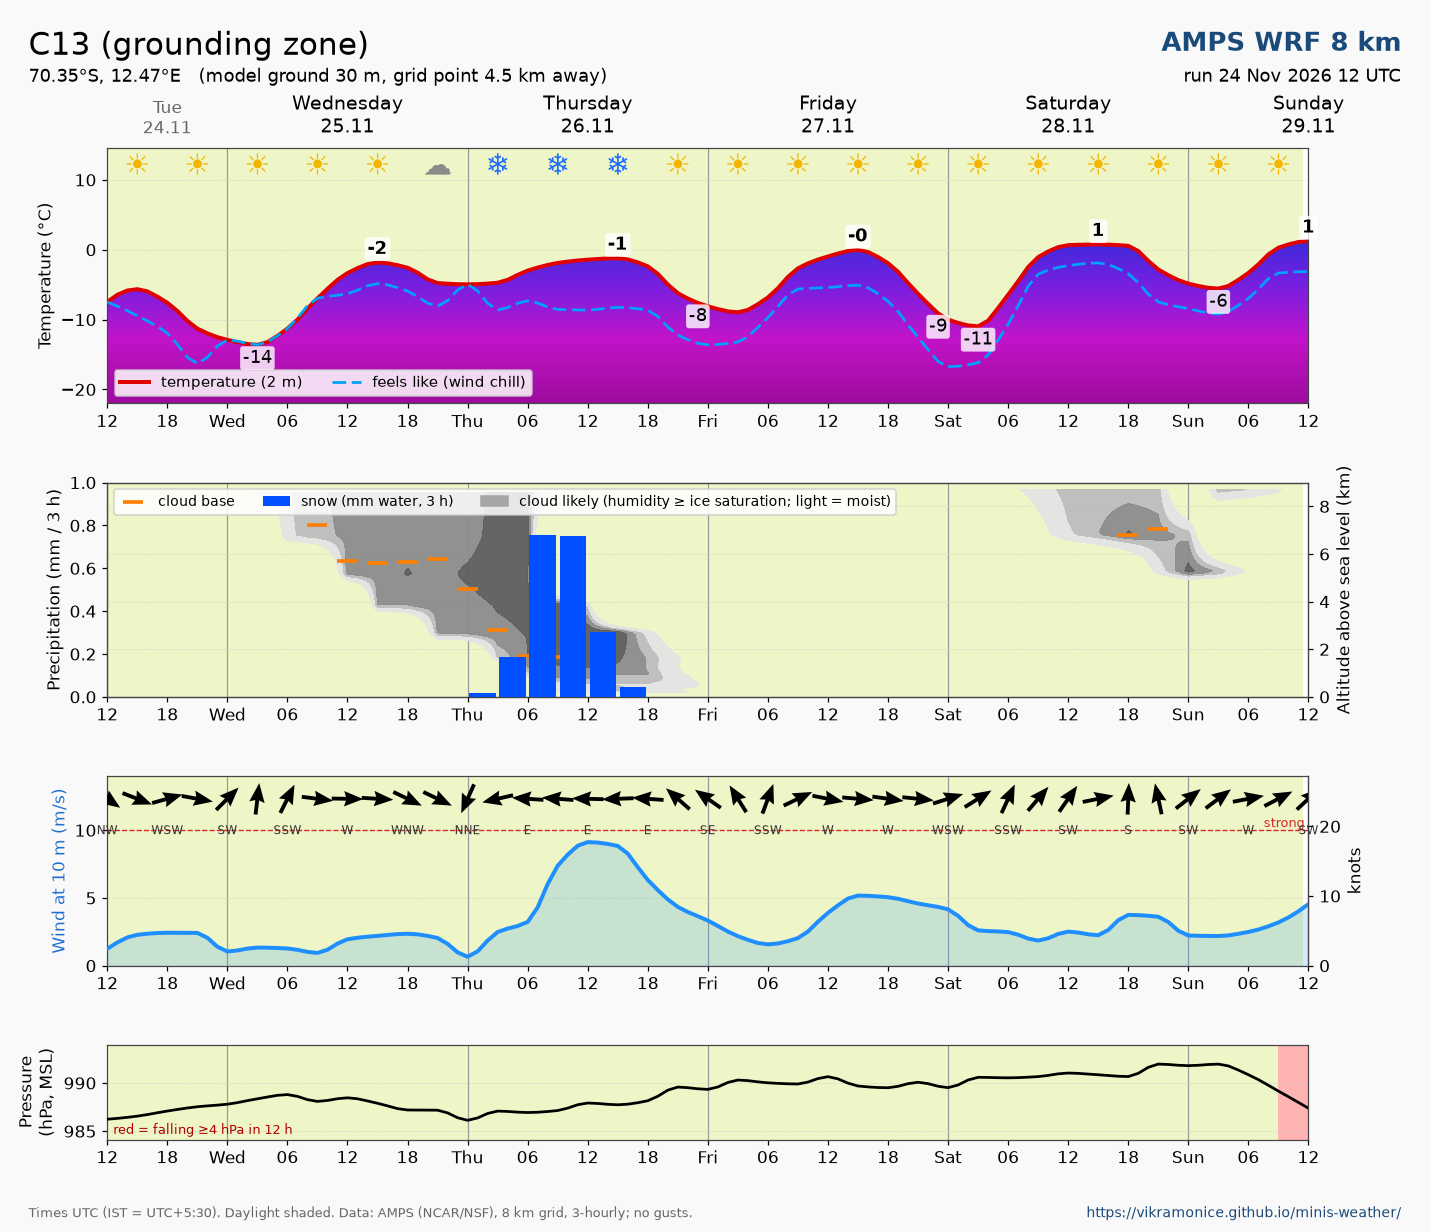 C13 (grounding zone)
AMPS WRF 8 km
70.35°S, 12.47°E (model ground 30 m, grid point 4.5 km away)
run 24 Nov 2026 12 UTC
Tue
24.11
Wednesday
25.11
Thursday
26.11
Friday
27.11
Saturday
28.11
Sunday
29.11
Temperature (°C)
10
0
−10
−20
-2
-1
-0
1
1
-14
-8
-9
-11
-6
temperature (2 m)
feels like (wind chill)
12 18 Wed 06 12 18 Thu 06 12 18 Fri 06 12 18 Sat 06 12 18 Sun 06 12
Precipitation (mm / 3 h)
1.0
0.8
0.6
0.4
0.2
0.0
cloud base
snow (mm water, 3 h)
cloud likely (humidity ≥ ice saturation; light = moist)
Altitude above sea level (km)
8
6
4
2
0
12 18 Wed 06 12 18 Thu 06 12 18 Fri 06 12 18 Sat 06 12 18 Sun 06 12
Wind at 10 m (m/s)
10
5
0
NW WSW SW SSW W WNW NNE E E E SE SSW W W WSW SSW SW S SW W SW
strong
knots
20
10
0
12 18 Wed 06 12 18 Thu 06 12 18 Fri 06 12 18 Sat 06 12 18 Sun 06 12
Pressure
(hPa, MSL)
990
985
red = falling ≥4 hPa in 12 h
12 18 Wed 06 12 18 Thu 06 12 18 Fri 06 12 18 Sat 06 12 18 Sun 06 12
Times UTC (IST = UTC+5:30). Daylight shaded. Data: AMPS (NCAR/NSF), 8 km grid, 3-hourly; no gusts.
https://vikramonice.github.io/minis-weather/